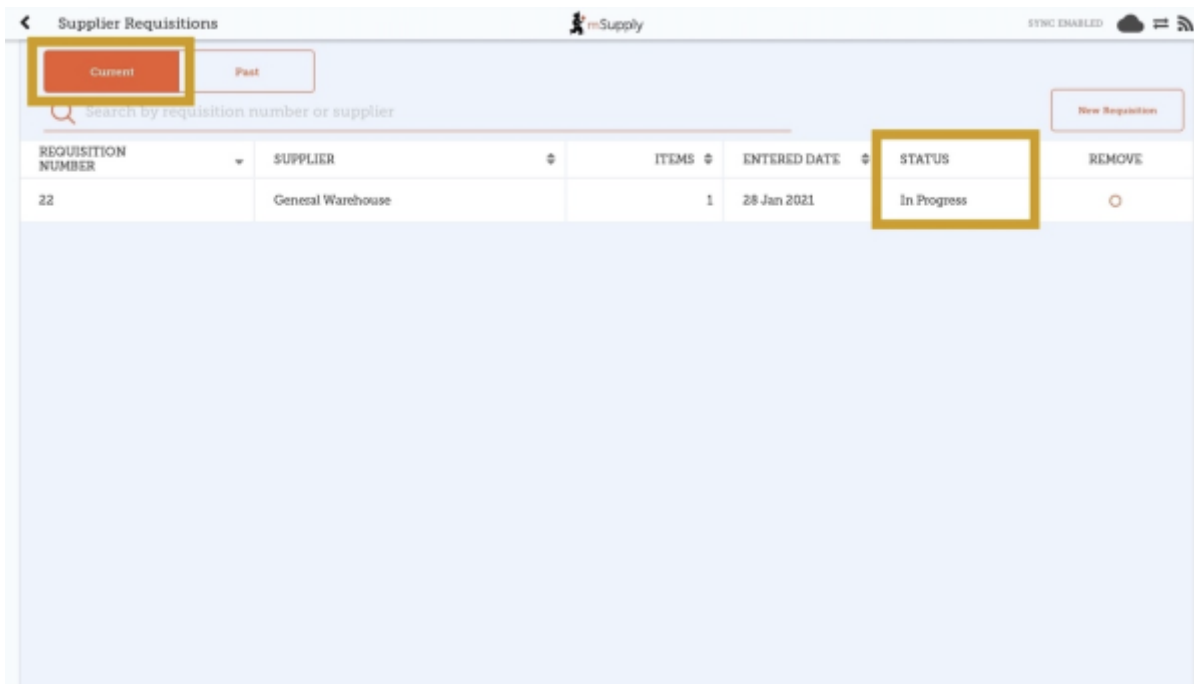 Supplier Requisitions
mSupply
SYNC ENABLED
Current
Past
Search by requisition number or supplier
New Requisition
REQUISITION
NUMBER
SUPPLIER
ITEMS
ENTERED DATE
STATUS
REMOVE
22
General Warehouse
1
28 Jan 2021
In Progress